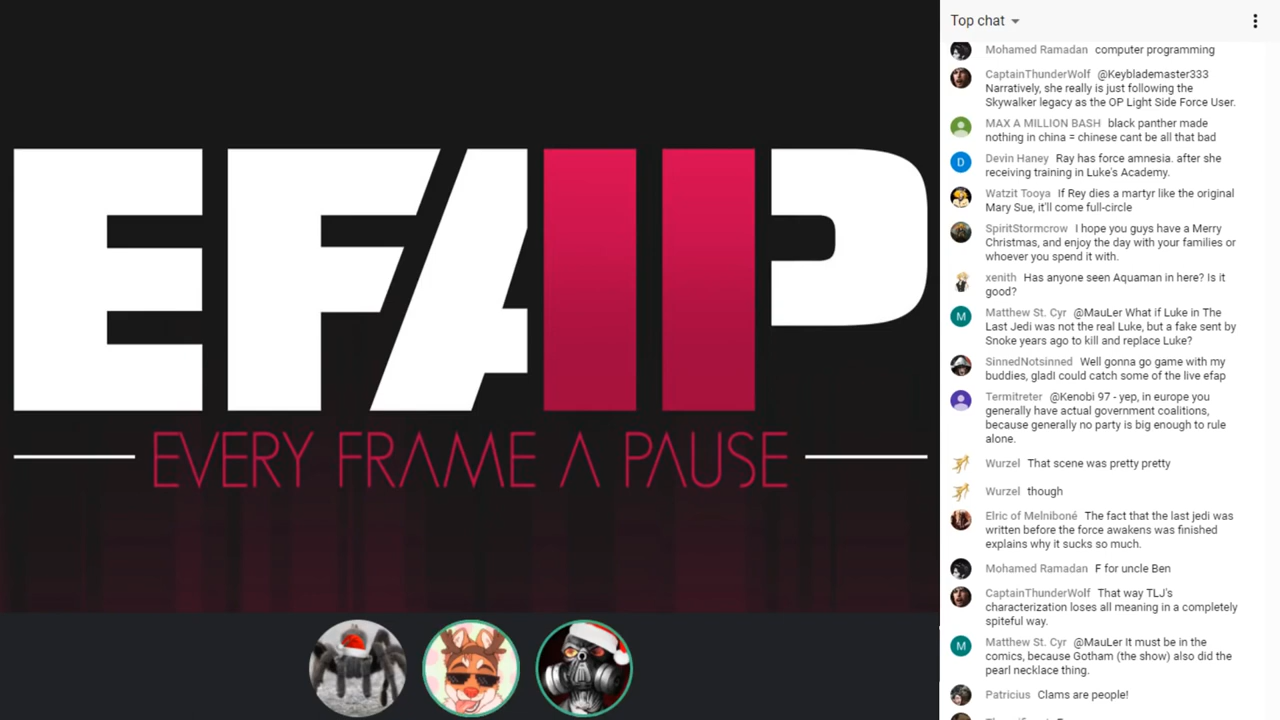 EFAP
EVERY FRAME A PAUSE
Top chat
Mohamed Ramadan computer programming
CaptainThunderWolf @Keyblademaster333
Narratively, she really is just following the
Skywalker legacy as the OP Light Side Force User.
MAX A MILLION BASH black panther made
nothing in china = chinese cant be all that bad
D
Devin Haney Ray has force amnesia. after she
receiving training in Luke's Academy.
Watzit Tooya If Rey dies a martyr like the original
Mary Sue, it'll come full-circle
SpiritStormcrow I hope you guys have a Merry
Christmas, and enjoy the day with your families or
whoever you spend it with.
xenith Has anyone seen Aquaman in here? Is it
good?
M
Matthew St. Cyr @MauLer What if Luke in The
Last Jedi was not the real Luke, but a fake sent by
Snoke years ago to kill and replace Luke?
SinnedNotsinned Well gonna go game with my
buddies, gladI could catch some of the live efap
Termitreter @Kenobi 97 - yep, in europe you
generally have actual government coalitions,
because generally no party is big enough to rule
alone.
Wurzel That scene was pretty pretty
Wurzel though
Elric of Melniboné The fact that the last jedi was
written before the force awakens was finished
explains why it sucks so much.
Mohamed Ramadan F for uncle Ben
CaptainThunderWolf That way TLJ's
characterization loses all meaning in a completely
spiteful way.
M
Matthew St. Cyr @MauLer It must be in the
comics, because Gotham (the show) also did the
pearl necklace thing.
Patricius Clams are people!